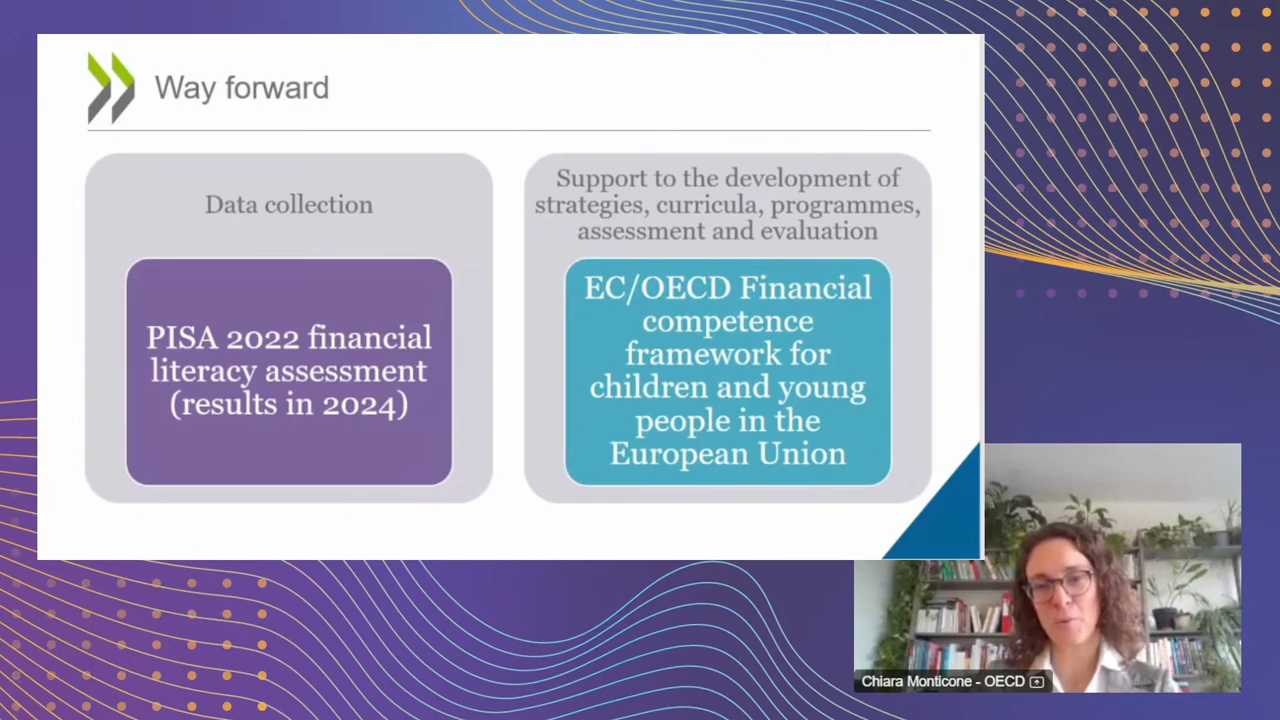 Way forward
Data collection
PISA 2022 financial
literacy assessment
(results in 2024)
Support to the development of
strategies, curricula, programmes,
assessment and evaluation
EC/OECD Financial
competence
framework for
children and young
people in the
European Union
Chiara Monticone - OECD